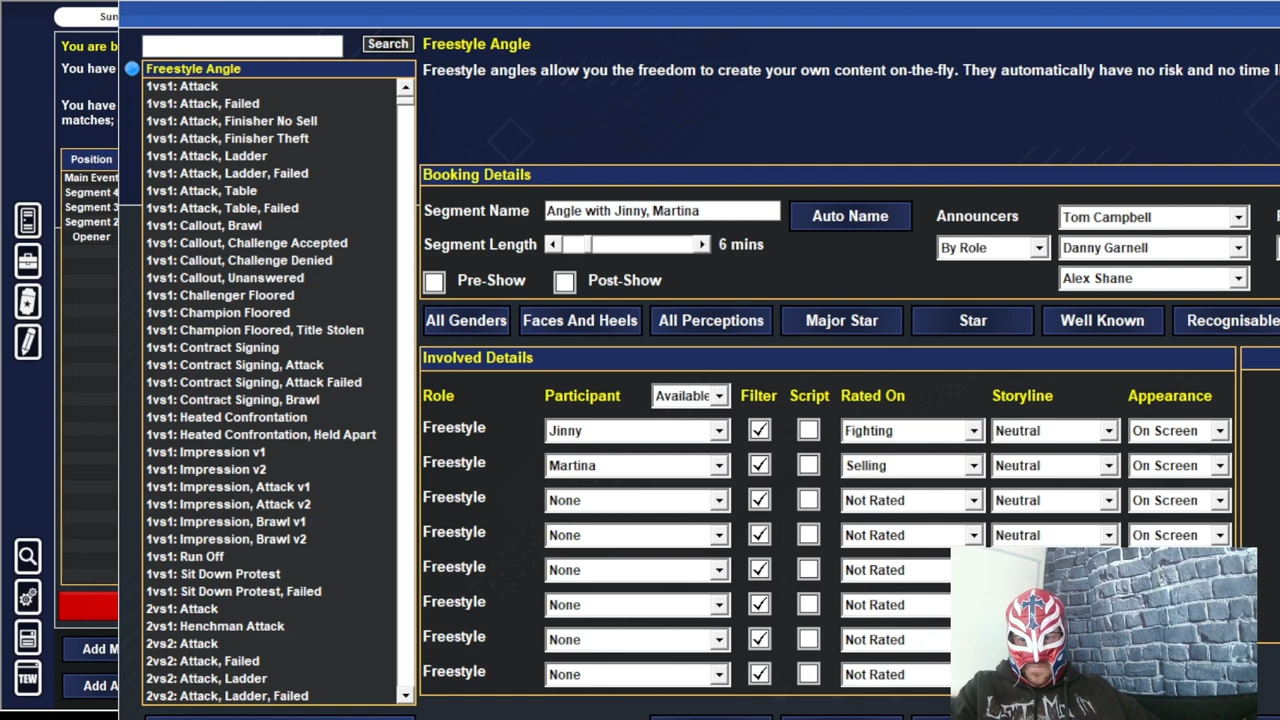 Sun
You are b
You have
You have
matches;
Position
Main Event
Segment 4
Segment 3
Segment 2
Opener
Add M
Add A
TEW
Search
Freestyle Angle
1vs1: Attack
1vs1: Attack, Failed
1vs1: Attack, Finisher No Sell
1vs1: Attack, Finisher Theft
1vs1: Attack, Ladder
1vs1: Attack, Ladder, Failed
1vs1: Attack, Table
1vs1: Attack, Table, Failed
1vs1: Callout, Brawl
1vs1: Callout, Challenge Accepted
1vs1: Callout, Challenge Denied
1vs1: Callout, Unanswered
1vs1: Challenger Floored
1vs1: Champion Floored
1vs1: Champion Floored, Title Stolen
1vs1: Contract Signing
1vs1: Contract Signing, Attack
1vs1: Contract Signing, Attack Failed
1vs1: Contract Signing, Brawl
1vs1: Heated Confrontation
1vs1: Heated Confrontation, Held Apart
1vs1: Impression v1
1vs1: Impression v2
1vs1: Impression, Attack v1
1vs1: Impression, Attack v2
1vs1: Impression, Brawl v1
1vs1: Impression, Brawl v2
1vs1: Run Off
1vs1: Sit Down Protest
1vs1: Sit Down Protest, Failed
2vs1: Attack
2vs1: Henchman Attack
2vs2: Attack
2vs2: Attack, Failed
2vs2: Attack, Ladder
2vs2: Attack, Ladder, Failed
Freestyle Angle
Freestyle angles allow you the freedom to create your own content on-the-fly. They automatically have no risk and no time li
Booking Details
Segment Name Angle with Jinny, Martina Auto Name Announcers Tom Campbell
Segment Length 6 mins By Role Danny Garnell
Pre-Show Post-Show Alex Shane
All Genders Faces And Heels All Perceptions Major Star Star Well Known Recognisable
Involved Details
Role Participant Available Filter Script Rated On Storyline Appearance
Freestyle Jinny Fighting Neutral On Screen
Freestyle Martina Selling Neutral On Screen
Freestyle None Not Rated Neutral On Screen
Freestyle None Not Rated Neutral On Screen
Freestyle None Not Rated
Freestyle None Not Rated
Freestyle None Not Rated
Freestyle None Not Rated